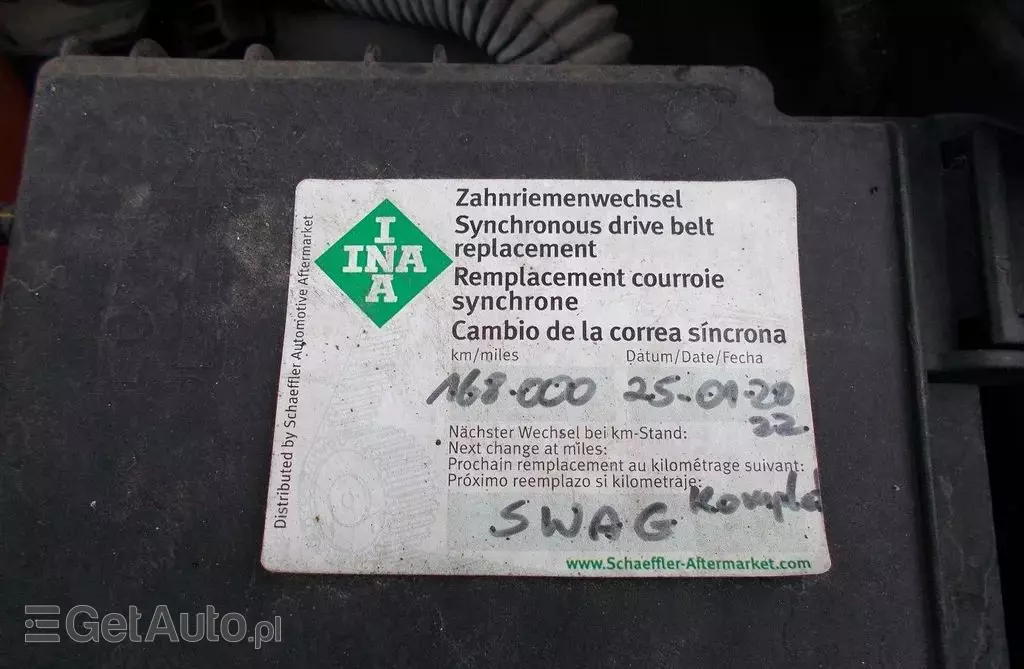 INA
INA
Zahnriemenwechsel
Synchronous drive belt
replacement
Remplacement courroie
synchrone
Cambio de la correa síncrona
km/miles Dátum/Date/Fecha
168.000 25-01-20
22.
Nächster Wechsel bei km-Stand:
Next change at miles:
Prochain remplacement au kilométrage suivant:
Próximo reemplazo si kilometraje:
SWAG
www.Schaeffler-Aftermarket.com
Distributed by Schaeffler Automotive Aftermarket
GetAuto.pl